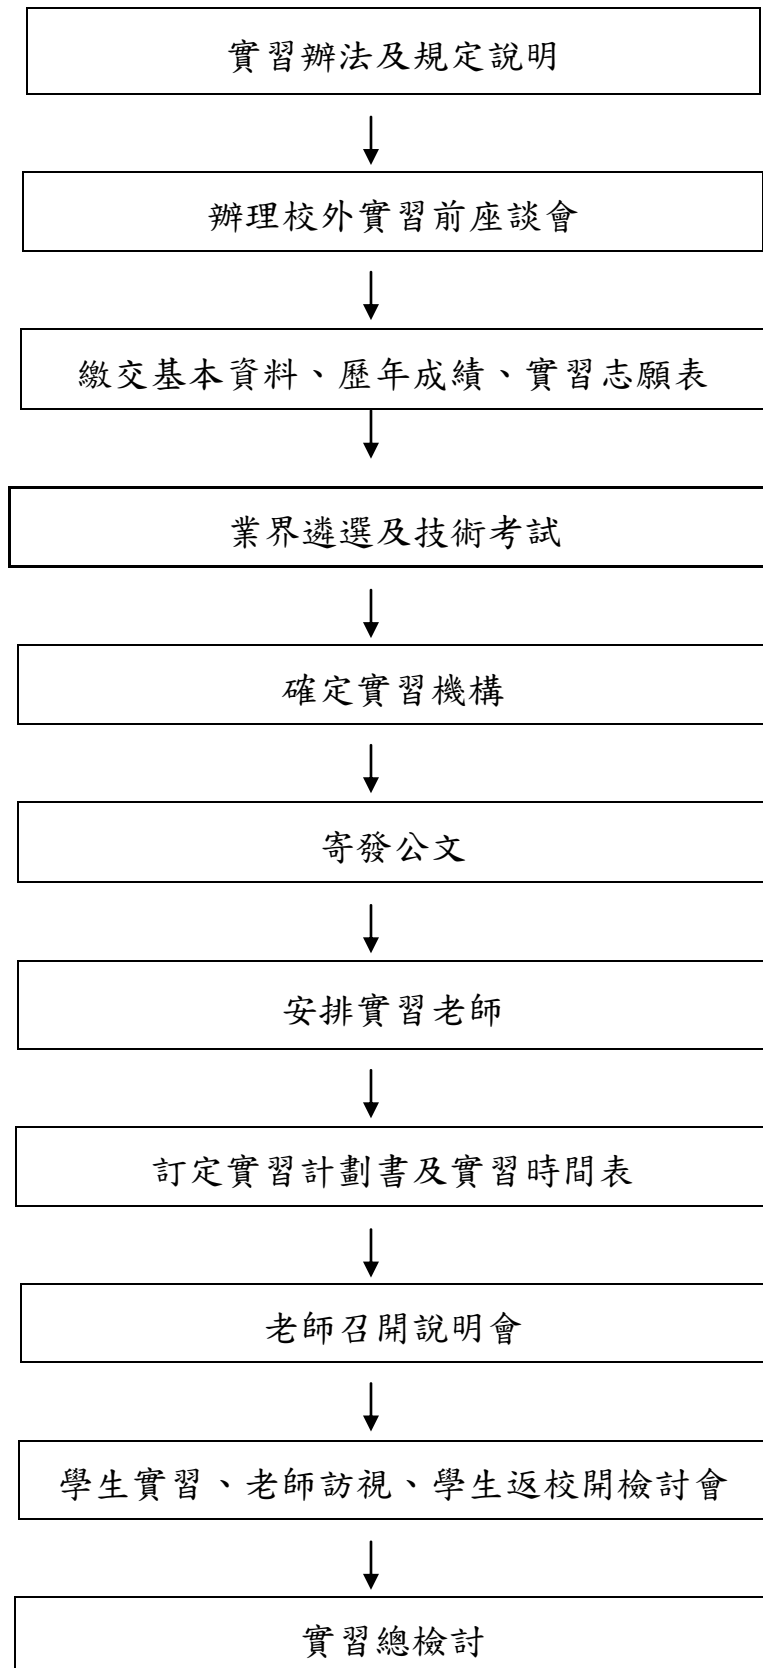 實習辦法及規定說明
辦理校外實習前座談會
繳交基本資料、歷年成績、實習志願表
業界遴選及技術考試
確定實習機構
寄發公文
安排實習老師
訂定實習計劃書及實習時間表
老師召開說明會
學生實習、老師訪視、學生返校開檢討會
實習總檢討